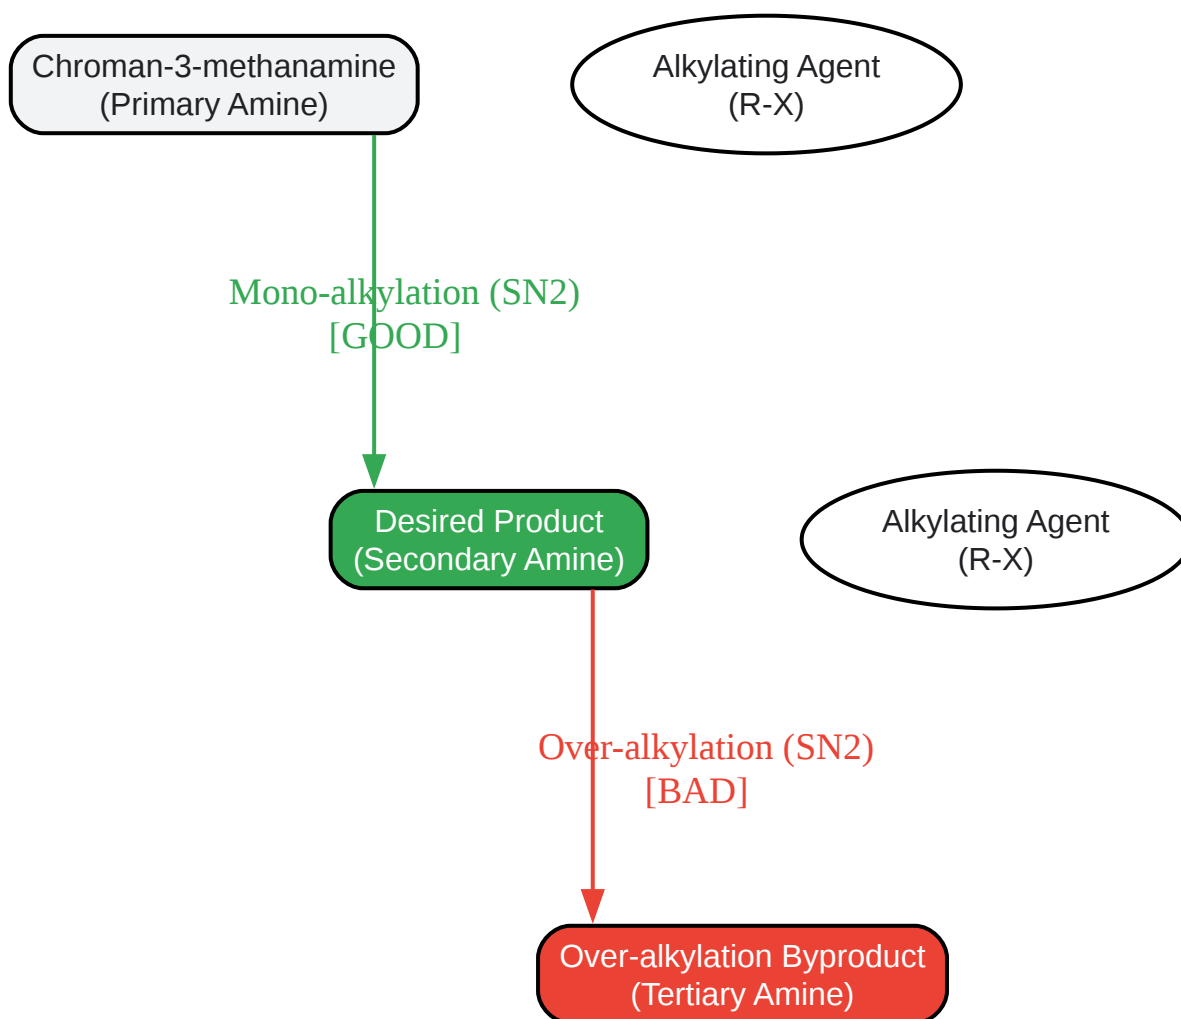 Chroman-3-methanamine
(Primary Amine)
Alkylating Agent
(R-X)
Mono-alkylation (SN2)
[GOOD]
Desired Product
(Secondary Amine)
Alkylating Agent
(R-X)
Over-alkylation (SN2)
[BAD]
Over-alkylation Byproduct
(Tertiary Amine)